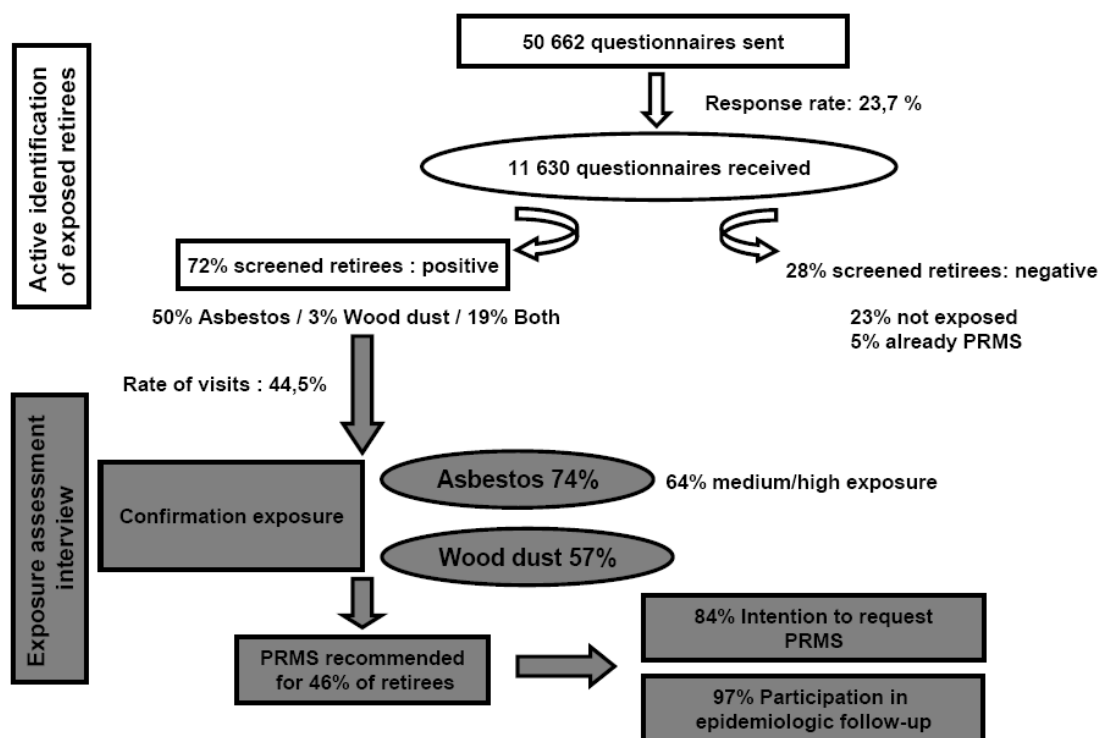 Active identification
of exposed retirees
50 662 questionnaires sent
Response rate: 23,7 %
11 630 questionnaires received
72% screened retirees : positive
28% screened retirees: negative
50% Asbestos / 3% Wood dust / 19% Both
23% not exposed
5% already PRMS
Rate of visits : 44,5%
Exposure assessment
interview
Confirmation exposure
Asbestos 74%
64% medium/high exposure
Wood dust 57%
PRMS recommended
for 46% of retirees
84% Intention to request
PRMS
97% Participation in
epidemiologic follow-up